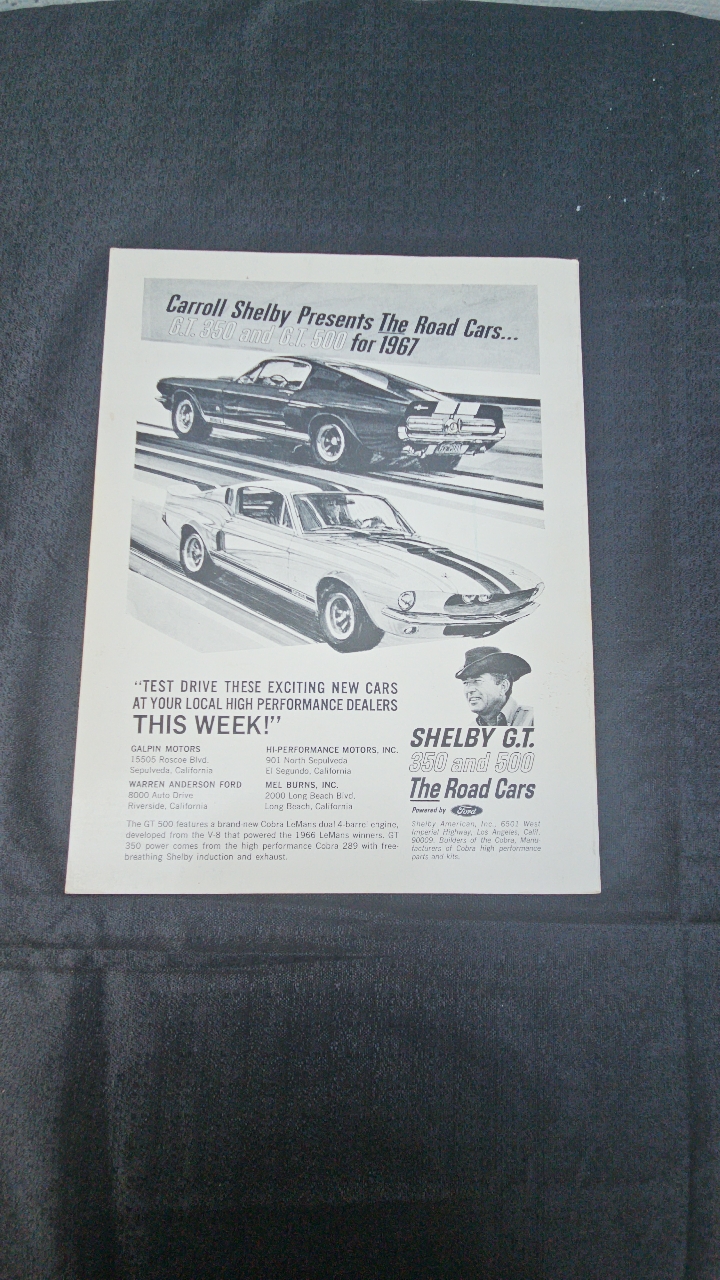 Carroll Shelby Presents The Road Cars...
G.T. 350 and G.T. 500 for 1967
"TEST DRIVE THESE EXCITING NEW CARS
AT YOUR LOCAL HIGH PERFORMANCE DEALERS
THIS WEEK!"
GALPIN MOTORS
15505 Roscoe Blvd.
Sepulveda, California
WARREN ANDERSON FORD
8000 Auto Drive
Riverside, California
HI-PERFORMANCE MOTORS, INC.
901 North Sepulveda
El Segundo, California
MEL BURNS, INC.
2000 Long Beach Blvd.
Long Beach, California
The GT 500 features a brand-new Cobra LeMans dual 4-barrel engine,
developed from the V-8 that powered the 1966 LeMans winners. GT
350 power comes from the high performance Cobra 289 with free-
breathing Shelby induction and exhaust.
SHELBY G.T.
350 and 500
The Road Cars
Powered by Ford
Shelby American, Inc., 6501 West
Imperial Highway, Los Angeles, Calif.
90009. Builders of the Cobra, Manu-
facturers of Cobra high performance
parts and kits.